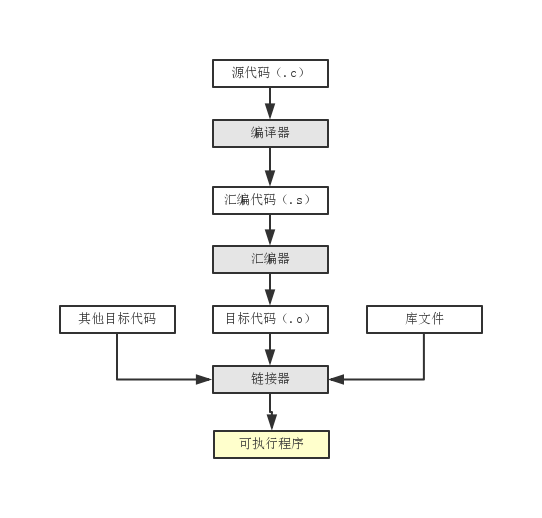 源代码（.c）
编译器
汇编代码（.s）
汇编器
其他目标代码
目标代码（.o）
库文件
链接器
可执行程序